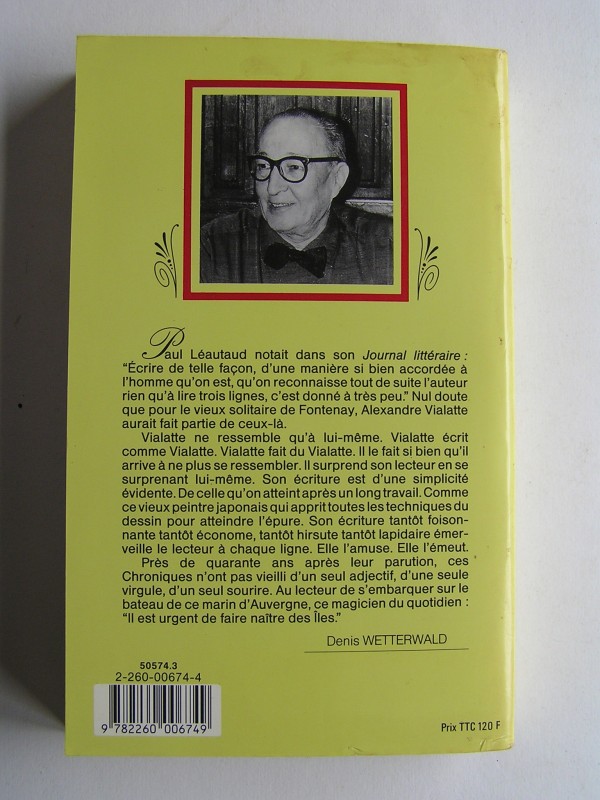 Paul Léautaud notait dans son Journal littéraire :
“Écrire de telle façon, d’une manière si bien accordée à
l’homme qu’on est, qu’on reconnaisse tout de suite l’auteur
rien qu’à lire trois lignes, c’est donné à très peu.” Nul doute
que pour le vieux solitaire de Fontenay, Alexandre Vialatte
aurait fait partie de ceux-là.
Vialatte ne ressemble qu’à lui-même. Vialatte écrit
comme Vialatte. Vialatte fait du Vialatte. Il le fait si bien qu’il
arrive à ne plus se ressembler. Il surprend son lecteur en se
surprenant lui-même. Son écriture est d’une simplicité
évidente. De celle qu’on atteint après un long travail. Comme
ce vieux peintre japonais qui apprit toutes les techniques du
dessin pour atteindre l’épure. Son écriture tantôt foison-
nante tantôt économe, tantôt hirsute tantôt lapidaire émer-
veille le lecteur à chaque ligne. Elle l’amuse. Elle l’émeut.
Près de quarante ans après leur parution, ces
Chroniques n’ont pas vieilli d’un seul adjectif, d’une seule
virgule, d’un seul sourire. Au lecteur de s’embarquer sur le
bateau de ce marin d’Auvergne, ce magicien du quotidien :
“Il est urgent de faire naître des Îles.”
Denis WETTERWALD
50574.3
2-260-00674-4
9 782260 006749
Prix TTC 120 F